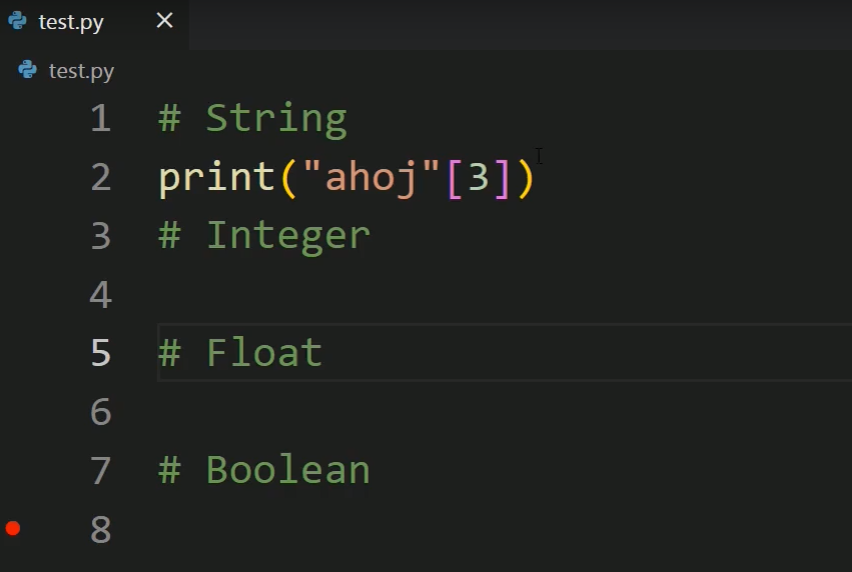 test.py ×
test.py
1 # String
2 print("ahoj"[3])
3 # Integer
4
5 # Float
6
7 # Boolean
8